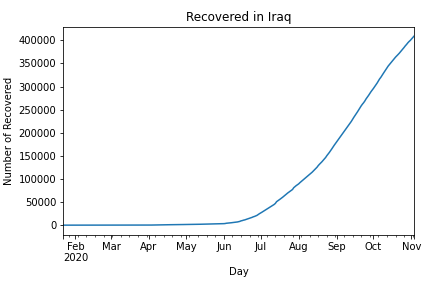 Recovered in Iraq
Number of Recovered
400000
350000
300000
250000
200000
150000
100000
50000
0
Feb Mar Apr May Jun Jul Aug Sep Oct Nov
2020
Day